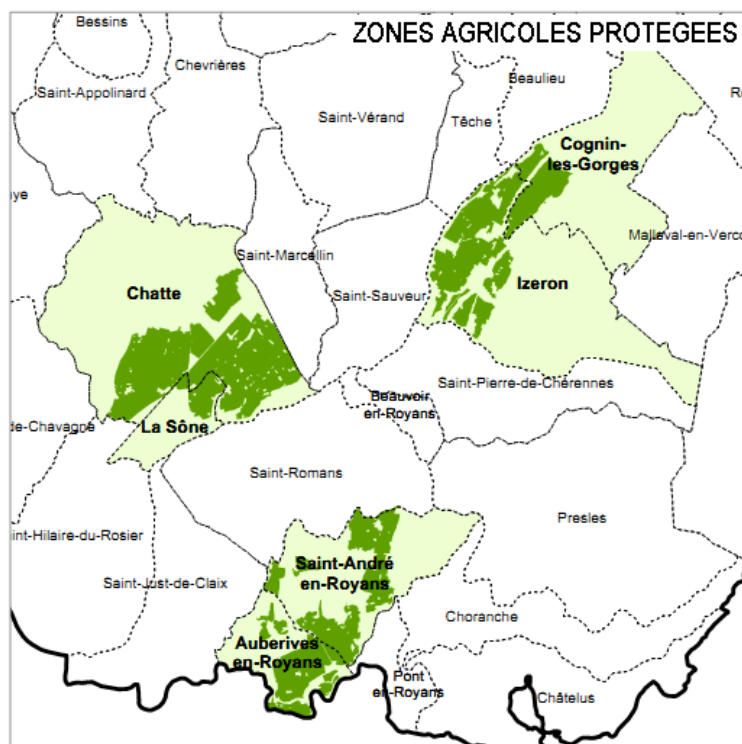 ZONES AGRICOLES PROTEGEES
Bessins
Chevrières
Beaulieu
Saint-Appolinard
Saint-Vérand
Têche
Cognin-
les-Gorges
Saint-Marcellin
Malleval-en-Verco
Chatte
Saint-Sauveur
Izeron
Saint-Pierre-de-Chérennes
Beauvoir
en-Royans
de-Chavagne
La Sône
Saint-Romans
Presles
nt-Hilaire-du-Rosier
Saint-André
en-Royans
Saint-Just-de-Claix
Choranche
Auberives
en-Royans
Pont
en-Royans
Châtelus